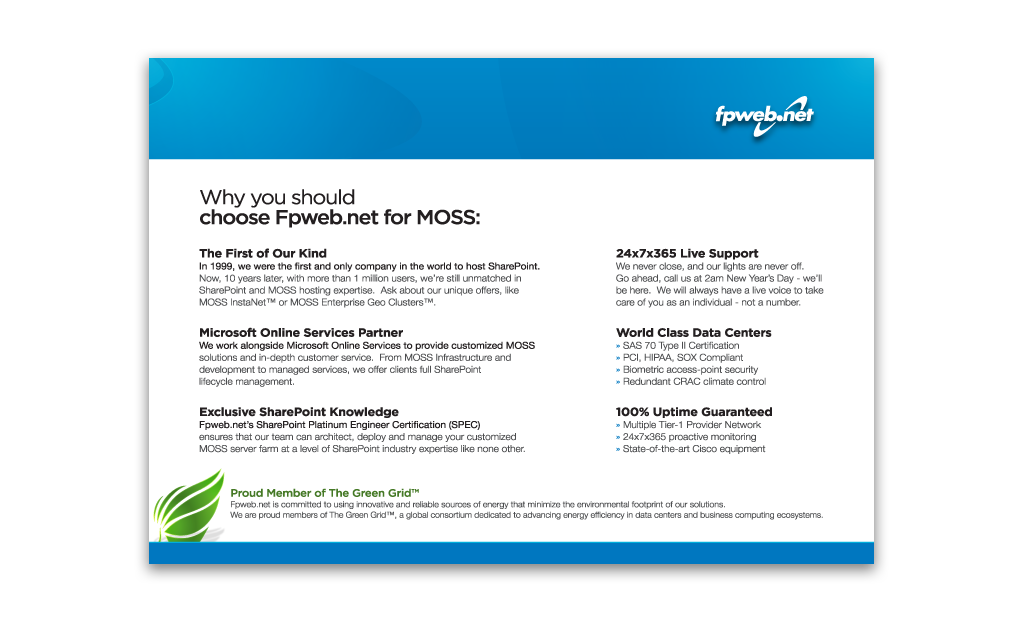 fpweb.net
Why you should
choose Fpweb.net for MOSS:
The First of Our Kind
In 1999, we were the first and only company in the world to host SharePoint.
Now, 10 years later, with more than 1 million users, we're still unmatched in
SharePoint and MOSS hosting expertise.  Ask about our unique offers, like
MOSS InstaNet™ or MOSS Enterprise Geo Clusters™.
Microsoft Online Services Partner
We work alongside Microsoft Online Services to provide customized MOSS
solutions and in-depth customer service.  From MOSS Infrastructure and
development to managed services, we offer clients full SharePoint
lifecycle management.
Exclusive SharePoint Knowledge
Fpweb.net's SharePoint Platinum Engineer Certification (SPEC)
ensures that our team can architect, deploy and manage your customized
MOSS server farm at a level of SharePoint industry expertise like none other.
24x7x365 Live Support
We never close, and our lights are never off.
Go ahead, call us at 2am New Year's Day - we'll
be here.  We will always have a live voice to take
care of you as an individual - not a number.
World Class Data Centers
» SAS 70 Type II Certification
» PCI, HIPAA, SOX Compliant
» Biometric access-point security
» Redundant CRAC climate control
100% Uptime Guaranteed
» Multiple Tier-1 Provider Network
» 24x7x365 proactive monitoring
» State-of-the-art Cisco equipment
Proud Member of The Green Grid™
Fpweb.net is committed to using innovative and reliable sources of energy that minimize the environmental footprint of our solutions.
We are proud members of The Green Grid™, a global consortium dedicated to advancing energy efficiency in data centers and business computing ecosystems.